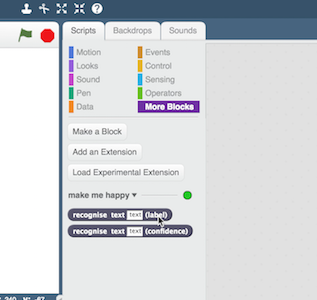 Scripts Backdrops Sounds
Motion Events
Looks Control
Sound Sensing
Pen Operators
Data More Blocks
Make a Block
Add an Extension
Load Experimental Extension
make me happy
recognise text text (label)
recognise text text (confidence)